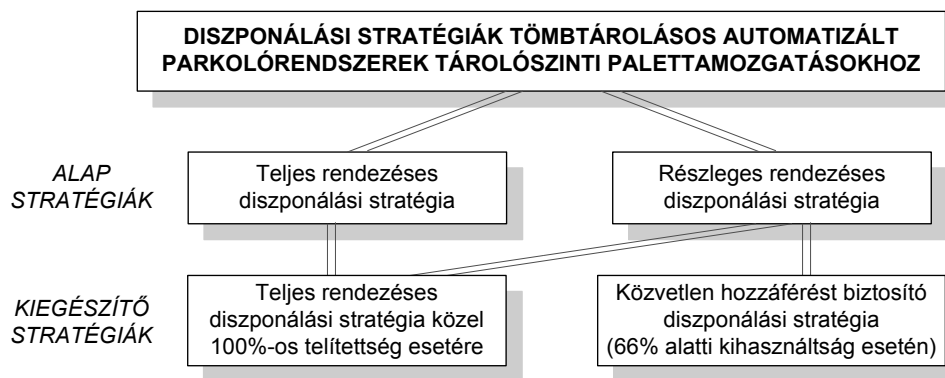 DISZPONÁLÁSI STRATÉGIÁK TÖMBTÁROLÁSOS AUTOMATIZÁLT
PARKOLÓRENDSZEREK TÁROLÓSZINTI PALETTAMOZGATÁSOKHOZ
ALAP
STRATÉGIÁK
Teljes rendezéses
diszponálási stratégia
Részleges rendezéses
diszponálási stratégia
KIEGÉSZÍTŐ
STRATÉGIÁK
Teljes rendezéses
diszponálási stratégia közel
100%-os telítettség esetére
Közvetlen hozzáférést biztosító
diszponálási stratégia
(66% alatti kihasználtság esetén)